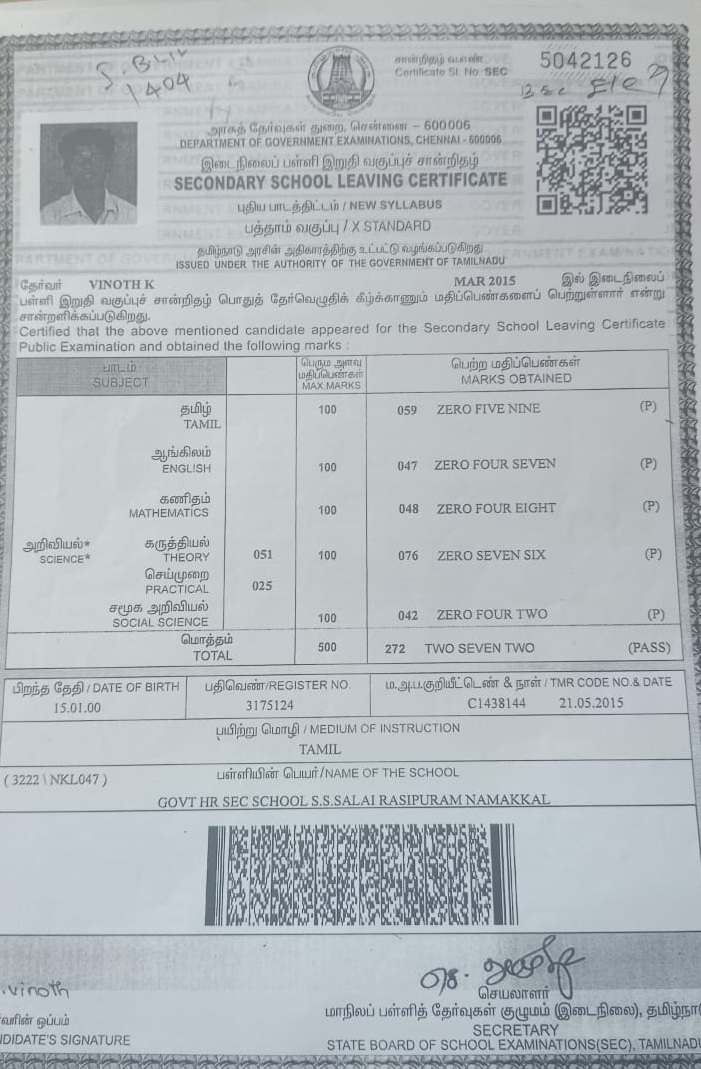 1404
சான்றிதழ் வ.எண்.
Certificate Sl. No. SEC
5042126
அரசுத் தேர்வுகள் துறை, சென்னை - 600006
DEPARTMENT OF GOVERNMENT EXAMINATIONS, CHENNAI - 600006
இடைநிலைப் பள்ளி இறுதி வகுப்புச் சான்றிதழ்
SECONDARY SCHOOL LEAVING CERTIFICATE
புதிய பாடத்திட்டம் / NEW SYLLABUS
பத்தாம் வகுப்பு / X STANDARD
தமிழ்நாடு அரசின் அதிகாரத்திற்கு உட்பட்டு வழங்கப்படுகிறது
ISSUED UNDER THE AUTHORITY OF THE GOVERNMENT OF TAMILNADU
தேர்வர் VINOTH K MAR 2015 இல் இடைநிலைப்
பள்ளி இறுதி வகுப்புச் சான்றிதழ் பொதுத் தேர்வெழுதிக் கீழ்க்காணும் மதிப்பெண்களைப் பெற்றுள்ளார் என்று
சான்றளிக்கப்படுகிறது.
Certified that the above mentioned candidate appeared for the Secondary School Leaving Certificate
Public Examination and obtained the following marks :
பாடம்
SUBJECT
பெரும அளவு
மதிப்பெண்கள்
MAX.MARKS
பெற்ற மதிப்பெண்கள்
MARKS OBTAINED
தமிழ்
TAMIL 100 059 ZERO FIVE NINE (P)
ஆங்கிலம்
ENGLISH 100 047 ZERO FOUR SEVEN (P)
கணிதம்
MATHEMATICS 100 048 ZERO FOUR EIGHT (P)
அறிவியல்* கருத்தியல்
SCIENCE* THEORY 051 100 076 ZERO SEVEN SIX (P)
செய்முறை
PRACTICAL 025
சமூக அறிவியல்
SOCIAL SCIENCE 100 042 ZERO FOUR TWO (P)
மொத்தம்
TOTAL 500 272 TWO SEVEN TWO (PASS)
பிறந்த தேதி / DATE OF BIRTH பதிவெண்/REGISTER NO. ம.அ.ப.குறியீட்டெண் & நாள் / TMR CODE NO.& DATE
15.01.00 3175124 C1438144 21.05.2015
பயிற்று மொழி / MEDIUM OF INSTRUCTION
TAMIL
( 3222 \ NKL047 ) பள்ளியின் பெயர்/NAME OF THE SCHOOL
GOVT HR SEC SCHOOL S.S.SALAI RASIPURAM NAMAKKAL
.vinoth
வரின் ஒப்பம்
NDIDATE'S SIGNATURE
செயலாளர்
மாநிலப் பள்ளித் தேர்வுகள் குழுமம் (இடைநிலை), தமிழ்நா
SECRETARY
STATE BOARD OF SCHOOL EXAMINATIONS(SEC), TAMILNADU